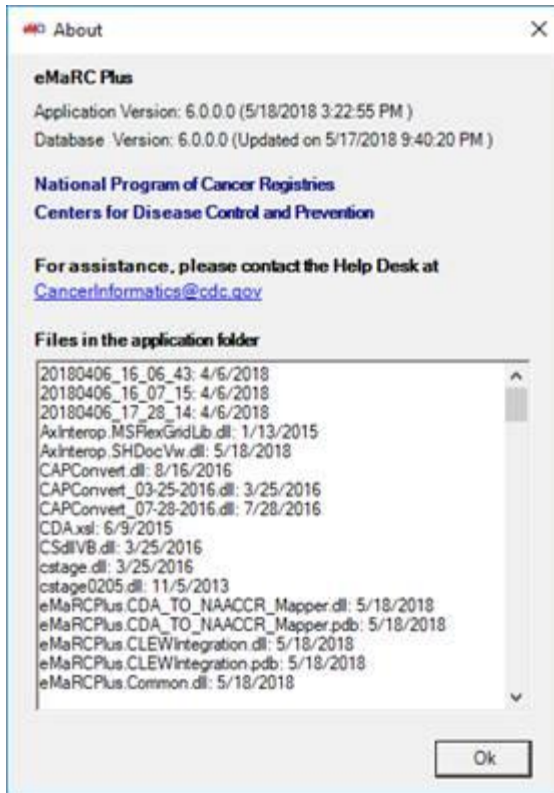 About
eMaRC Plus
Application Version: 6.0.0.0 (5/18/2018 3:22:55 PM )
Database Version: 6.0.0.0 (Updated on 5/17/2018 9:40:20 PM )
National Program of Cancer Registries
Centers for Disease Control and Prevention
For assistance, please contact the Help Desk at
CancerInformatics@cdc.gov
Files in the application folder
20180406_16_06_43: 4/6/2018
20180406_16_07_15: 4/6/2018
20180406_17_28_14: 4/6/2018
AxInterop.MSFlexGridLib.dll: 1/13/2015
AxInterop.SHDocVw.dll: 5/18/2018
CAPConvert.dll: 8/16/2016
CAPConvert_03-25-2016.dll: 3/25/2016
CAPConvert_07-28-2016.dll: 7/28/2016
CDA.xsl: 6/9/2015
CSdllVB.dll: 3/25/2016
cstage.dll: 3/25/2016
cstage0205.dll: 11/5/2013
eMaRCPlus.CDA_TO_NAACCR_Mapper.dll: 5/18/2018
eMaRCPlus.CDA_TO_NAACCR_Mapper.pdb: 5/18/2018
eMaRCPlus.CLEWIntegration.dll: 5/18/2018
eMaRCPlus.CLEWIntegration.pdb: 5/18/2018
eMaRCPlus.Common.dll: 5/18/2018
Ok